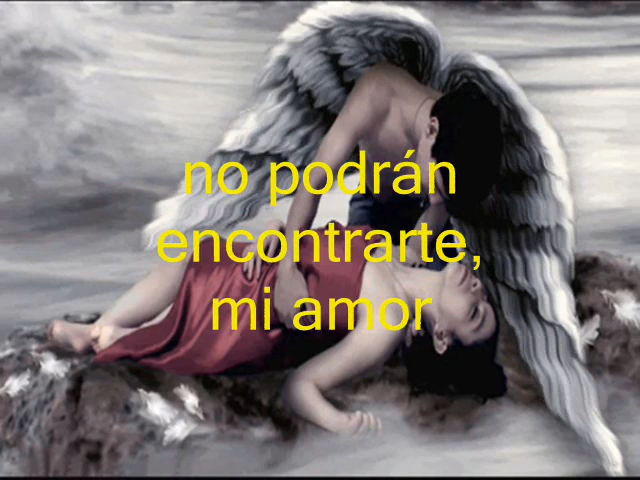 no podrán
encontrarte,
mi amor